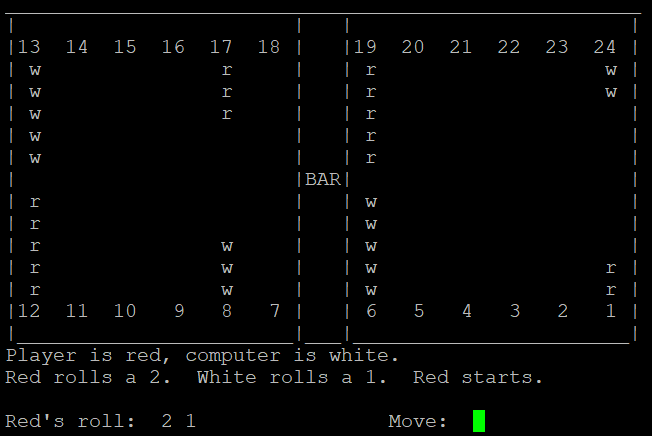 13 14 15 16 17 18 19 20 21 22 23 24
w r r w
w r r w
w r r
w r
w r
BAR
r w
r w
r w w
r w w r
r w w r
12 11 10 9 8 7 6 5 4 3 2 1
Player is red, computer is white.
Red rolls a 2. White rolls a 1. Red starts.
Red's roll: 2 1 Move: